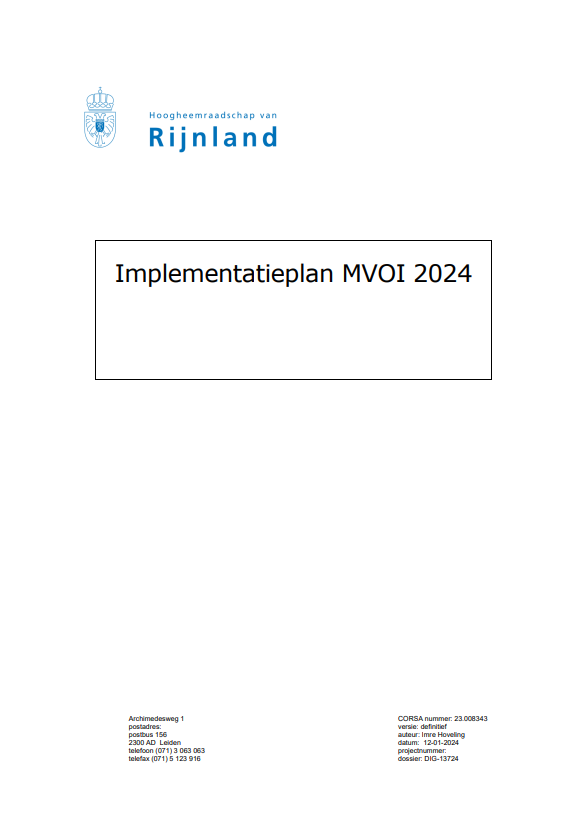 Hoogheemraadschap van
Rijnland
Implementatieplan MVOI 2024
Archimedesweg 1
postadres:
postbus 156
2300 AD Leiden
telefoon (071) 3 063 063
telefax (071) 5 123 916
CORSA nummer: 23.008343
versie: definitief
auteur: Imre Hoveling
datum: 12-01-2024
projectnummer:
dossier: DIG-13724